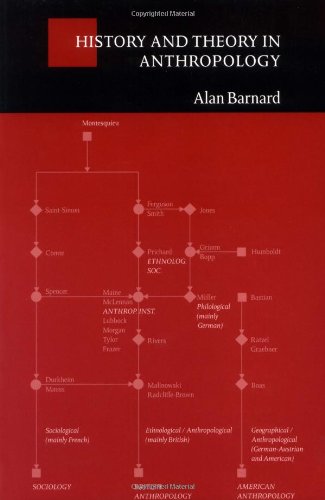 HISTORY AND THEORY IN
ANTHROPOLOGY
Alan Barnard
Montesquieu
Saint-Simon
Ferguson
Smith
Jones
Comte
Prichard
ETHNOLOG.
SOC.
Grimm
Bopp
Humboldt
Spencer
Maine
McLennan
ANTHROP. INST.
Lubbock
Morgan
Tylor
Frazer
Müller
Philological
(mainly
German)
Bastian
Rivers
Ratzel
Graebner
Durkheim
Mauss
Malinowski
Radcliffe-Brown
Boas
Sociological
(mainly French)
Ethnological / Anthropological
(mainly British)
Geographical /
Anthropological
(German-Austrian
and American)
SOCIOLOGY
BRITISH
ANTHROPOLOGY
AMERICAN
ANTHROPOLOGY